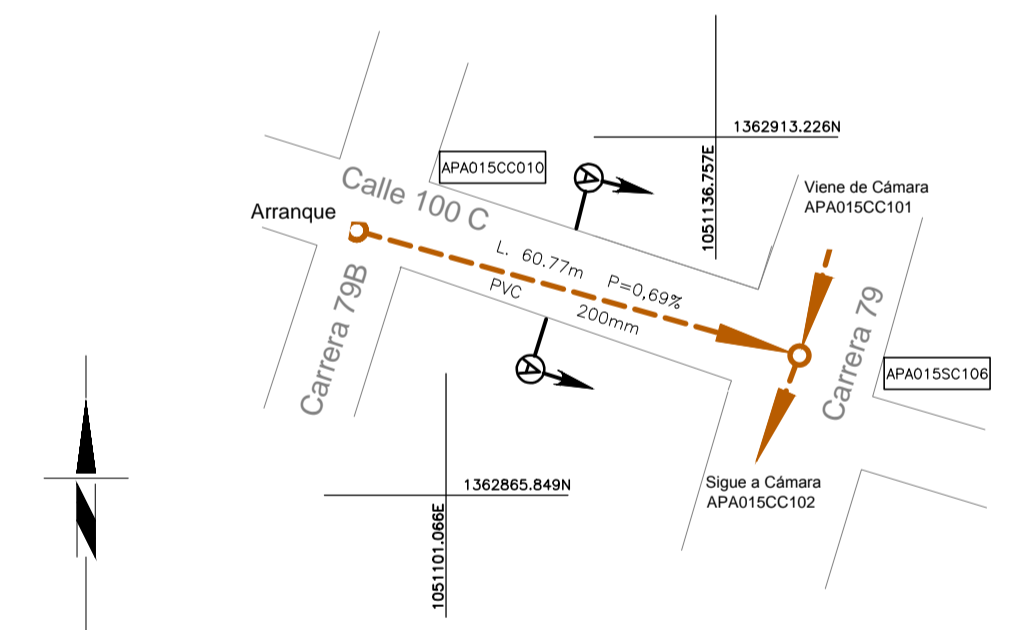 1362913.226N
1051136.757E
APA015CC010
A
Viene de Cámara
APA015CC101
Calle 100 C
Arranque
L. 60.77m P=0,69%
PVC 200mm
Carrera 79B
Carrera 79
A
APA015SC106
1362865.849N
1051101.066E
Sigue a Cámara
APA015CC102